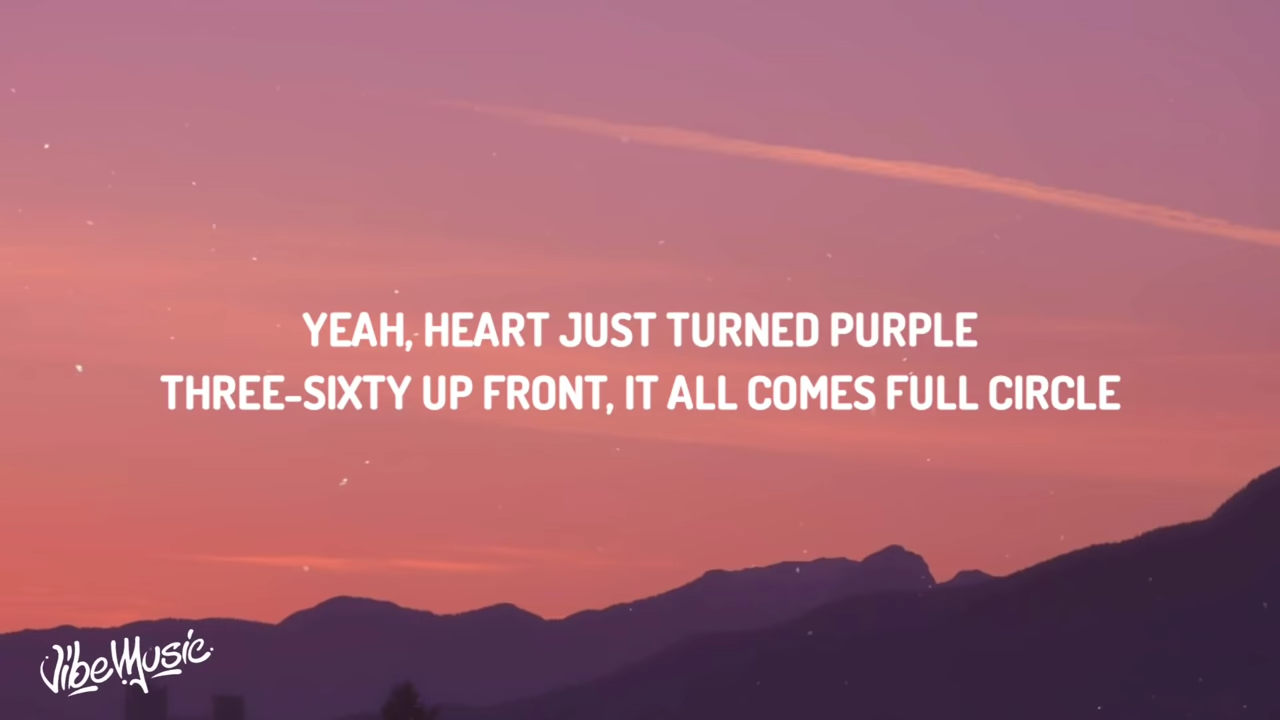 YEAH, HEART JUST TURNED PURPLE
THREE-SIXTY UP FRONT, IT ALL COMES FULL CIRCLE
VibeMusic